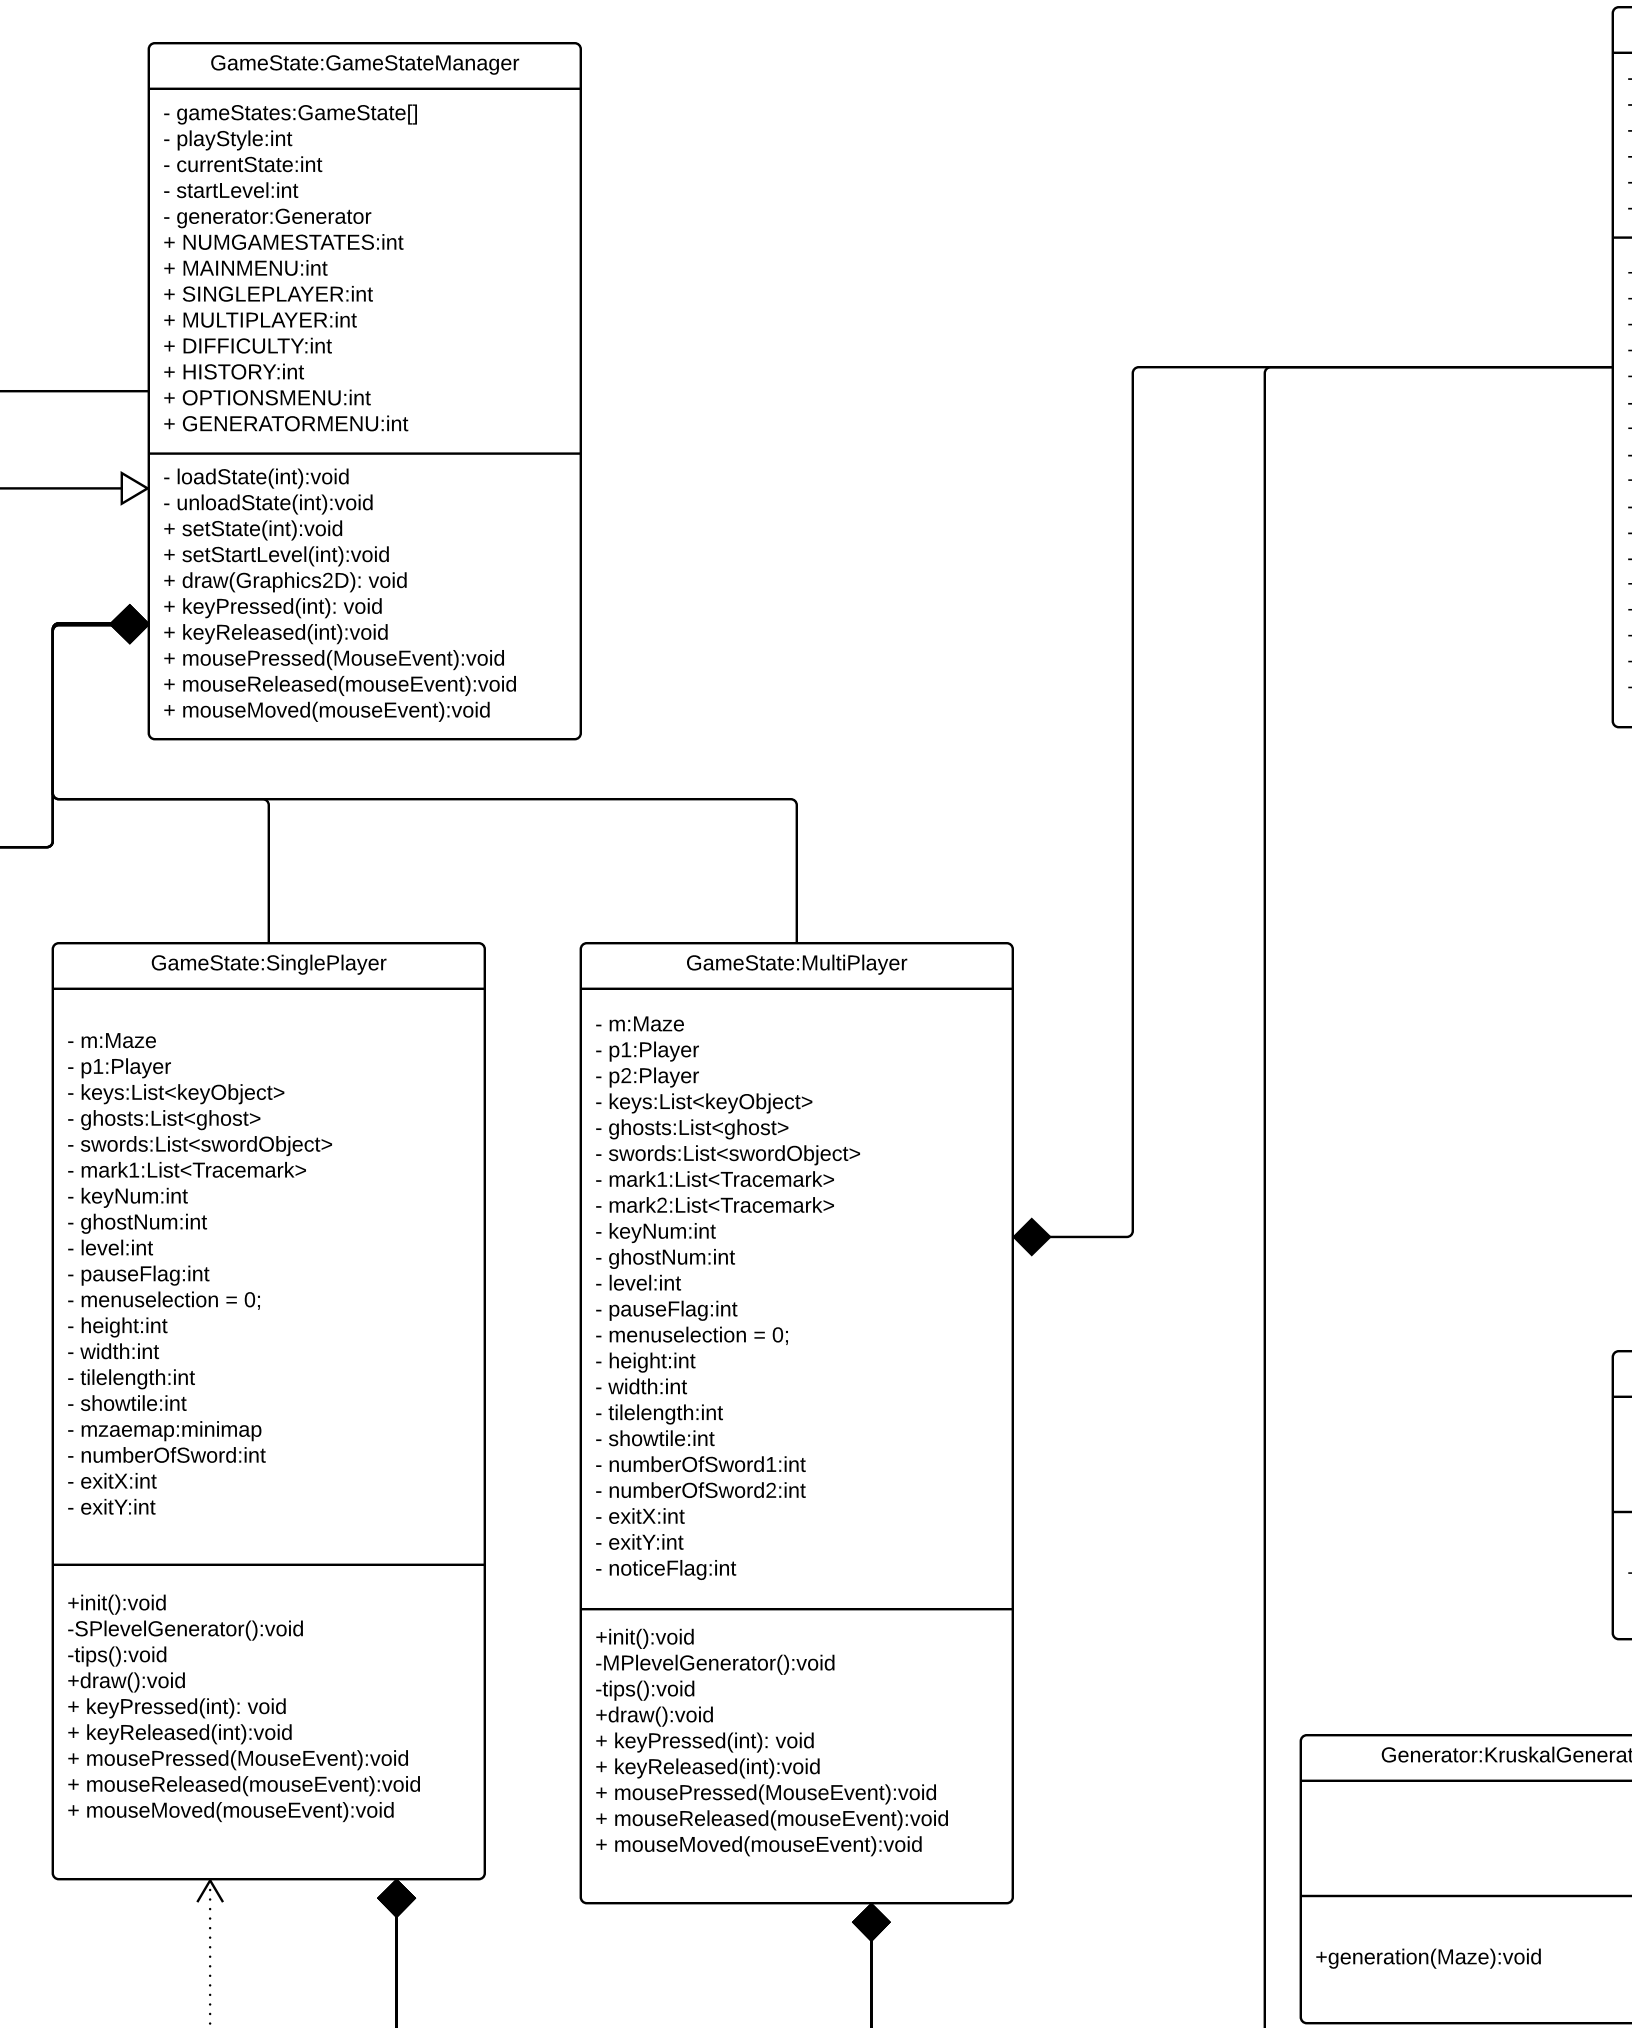 GameState:GameStateManager
- gameStates:GameState[]
- playStyle:int
- currentState:int
- startLevel:int
- generator:Generator
+ NUMGAMESTATES:int
+ MAINMENU:int
+ SINGLEPLAYER:int
+ MULTIPLAYER:int
+ DIFFICULTY:int
+ HISTORY:int
+ OPTIONSMENU:int
+ GENERATORMENU:int
- loadState(int):void
- unloadState(int):void
+ setState(int):void
+ setStartLevel(int):void
+ draw(Graphics2D): void
+ keyPressed(int): void
+ keyReleased(int):void
+ mousePressed(MouseEvent):void
+ mouseReleased(mouseEvent):void
+ mouseMoved(mouseEvent):void
GameState:SinglePlayer
- m:Maze
- p1:Player
- keys:List<keyObject>
- ghosts:List<ghost>
- swords:List<swordObject>
- mark1:List<Tracemark>
- keyNum:int
- ghostNum:int
- level:int
- pauseFlag:int
- menuselection = 0;
- height:int
- width:int
- tilelength:int
- showtile:int
- mzaemap:minimap
- numberOfSword:int
- exitX:int
- exitY:int
+init():void
-SPlevelGenerator():void
-tips():void
+draw():void
+ keyPressed(int): void
+ keyReleased(int):void
+ mousePressed(MouseEvent):void
+ mouseReleased(mouseEvent):void
+ mouseMoved(mouseEvent):void
GameState:MultiPlayer
- m:Maze
- p1:Player
- p2:Player
- keys:List<keyObject>
- ghosts:List<ghost>
- swords:List<swordObject>
- mark1:List<Tracemark>
- mark2:List<Tracemark>
- keyNum:int
- ghostNum:int
- level:int
- pauseFlag:int
- menuselection = 0;
- height:int
- width:int
- tilelength:int
- showtile:int
- numberOfSword1:int
- numberOfSword2:int
- exitX:int
- exitY:int
- noticeFlag:int
+init():void
-MPlevelGenerator():void
-tips():void
+draw():void
+ keyPressed(int): void
+ keyReleased(int):void
+ mousePressed(MouseEvent):void
+ mouseReleased(mouseEvent):void
+ mouseMoved(mouseEvent):void
Generator:KruskalGenerat
+generation(Maze):void